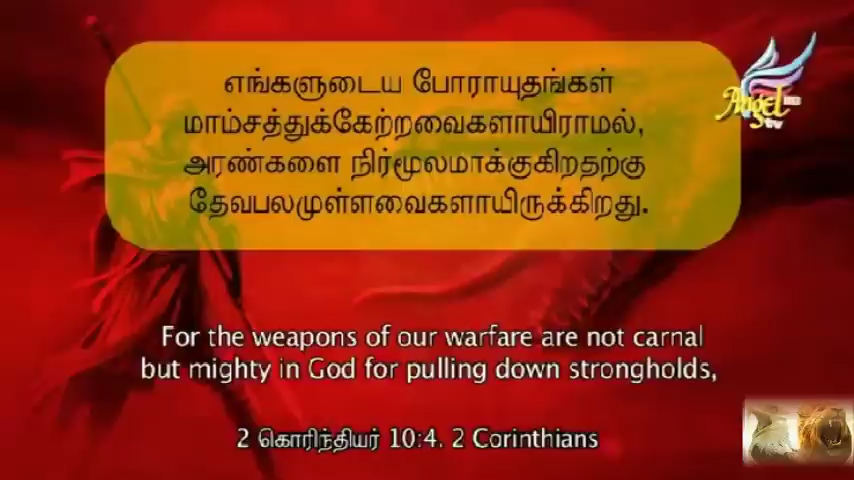 எங்களுடைய போராயுதங்கள்
மாம்சத்துக்கேற்றவைகளாயிராமல்,
அரண்களை நிர்மூலமாக்குகிறதற்கு
தேவபலமுள்ளவைகளாயிருக்கிறது.
Angel
tv
HD
For the weapons of our warfare are not carnal
but mighty in God for pulling down strongholds,
2 கொரிந்தியர் 10:4. 2 Corinthians